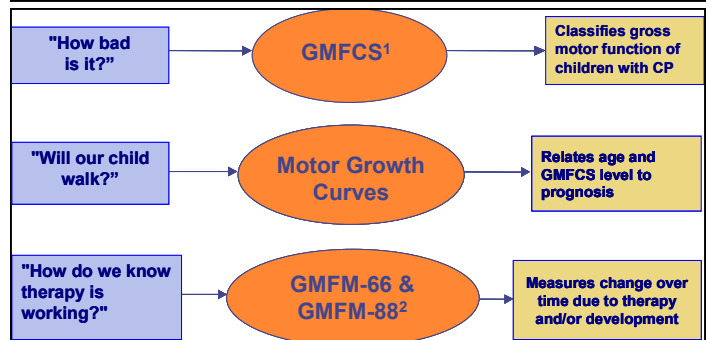 "How bad
is it?”
GMFCS¹
Classifies gross
motor function of
children with CP
"Will our child
walk?”
Motor Growth
Curves
Relates age and
GMFCS level to
prognosis
"How do we know
therapy is
working?"
GMFM-66 &
GMFM-88²
Measures change over
time due to therapy
and/or development